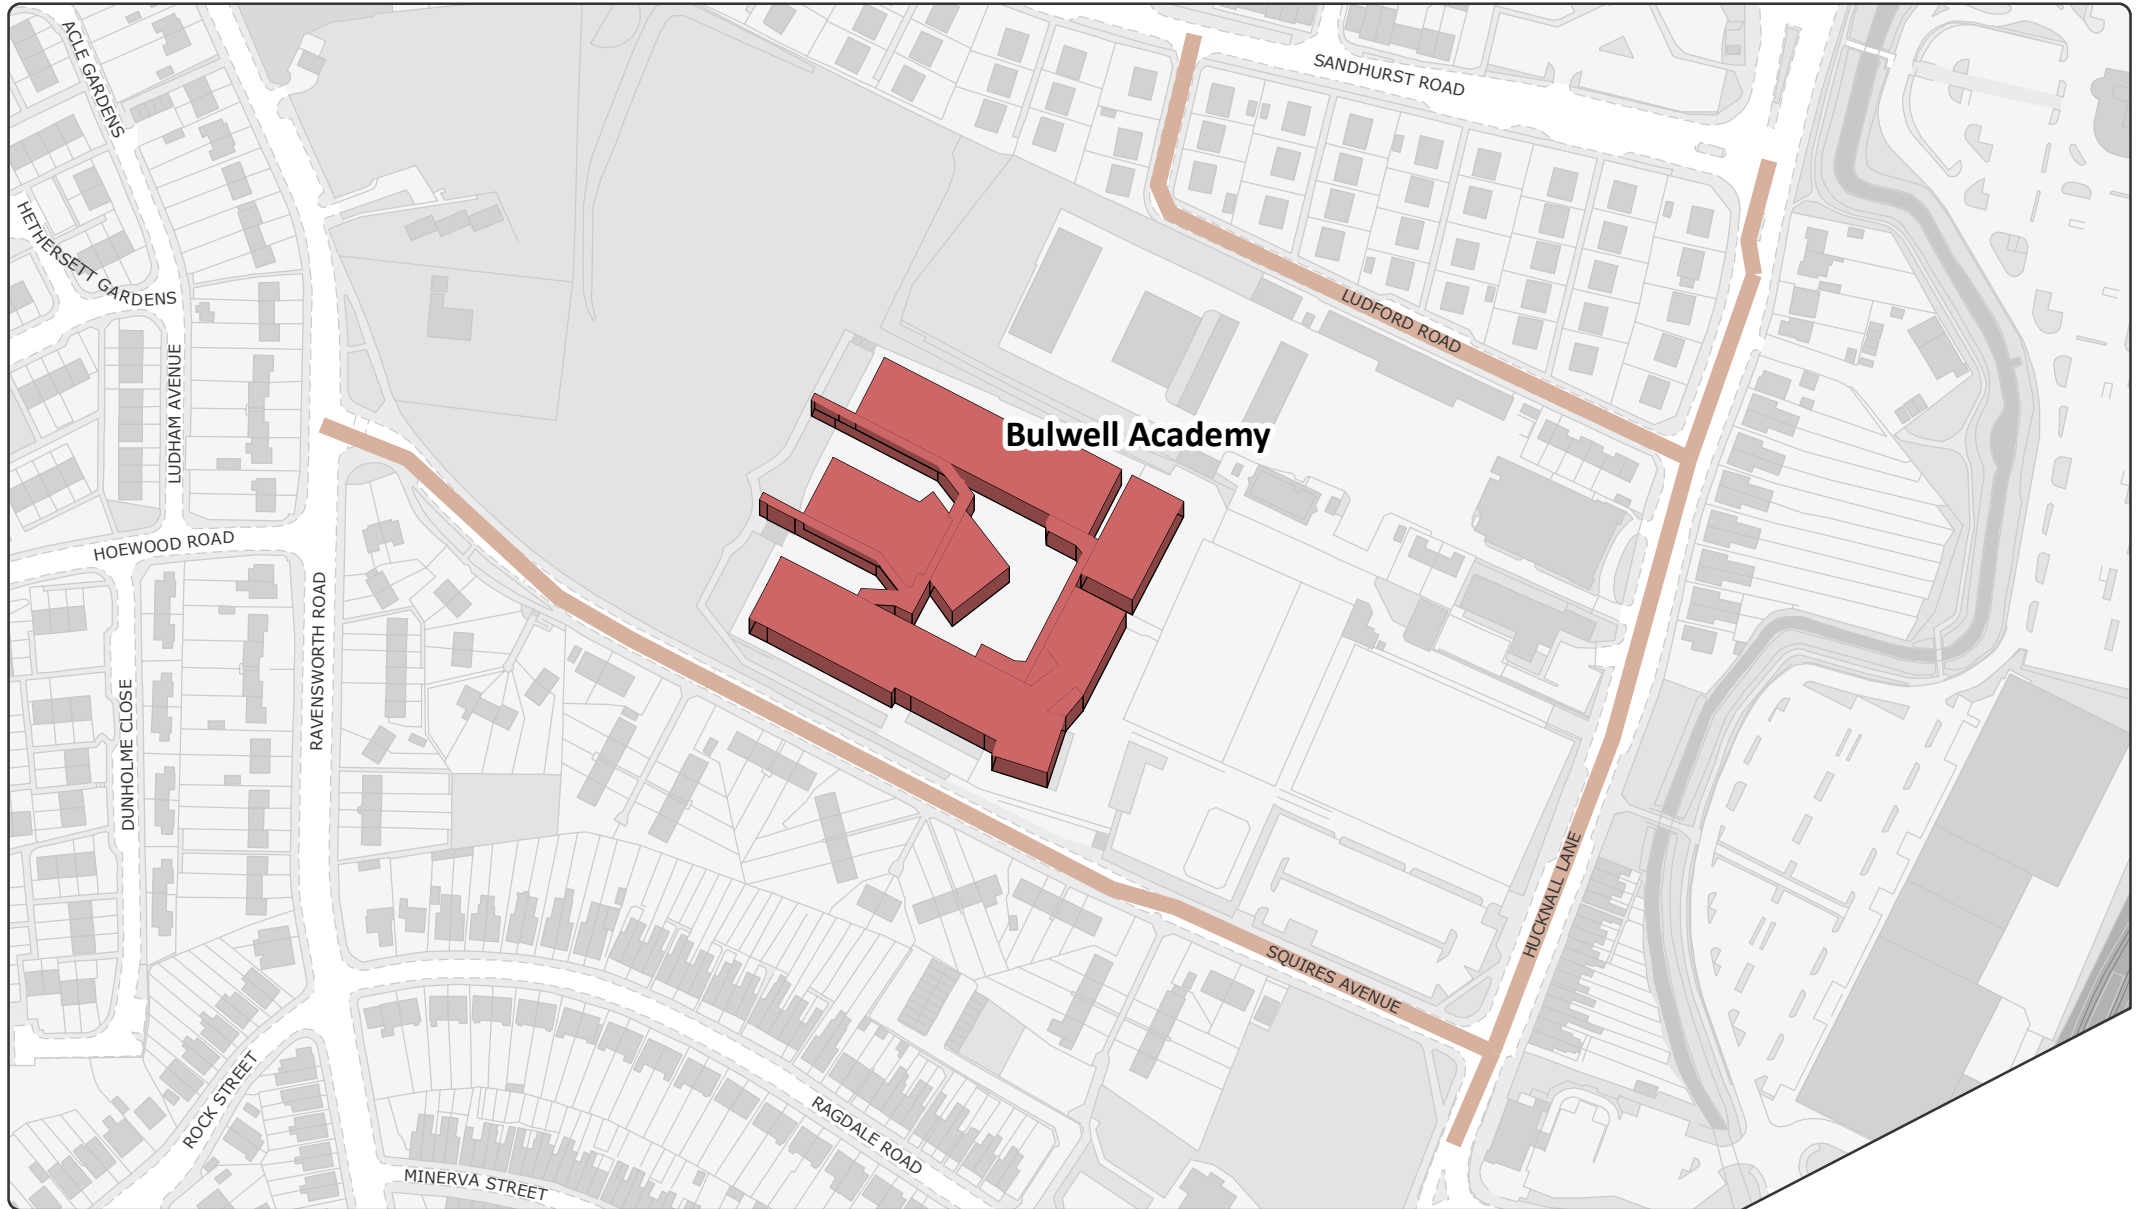 ACLE GARDENS
SANDHURST ROAD
HETHERSETT GARDENS
LUDFORD ROAD
LUDHAM AVENUE
Bulwell Academy
HOEWOOD ROAD
RAVENSWORTH ROAD
DUNHOLME CLOSE
HUCKNALL LANE
SQUIRES AVENUE
ROCK STREET
RAGDALE ROAD
MINERVA STREET